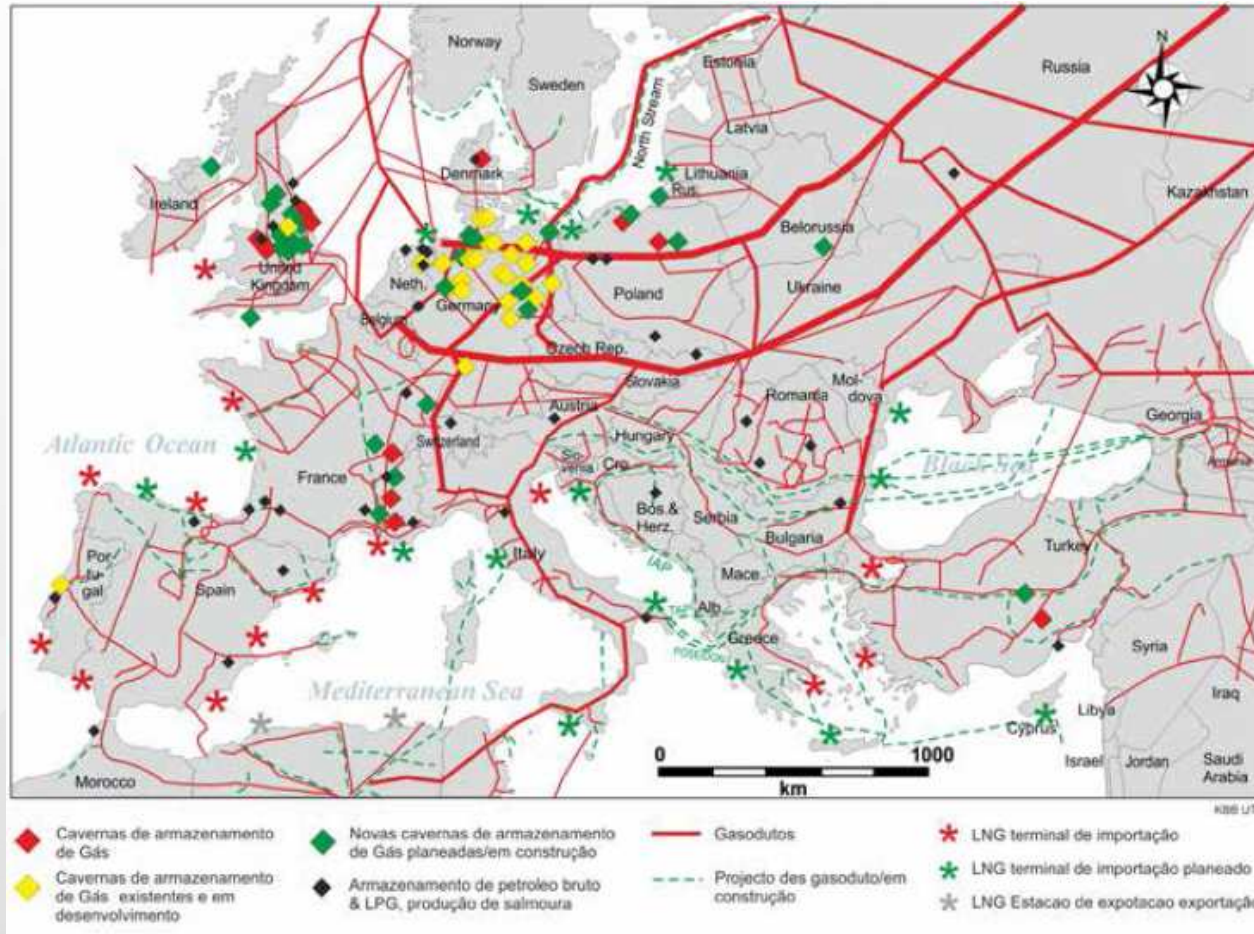 Norway
Sweden
Estonia
Russia
N
North Stream
Latvia
Denmark
Lithuania
Rus.
Kazakhstan
Ireland
Belorussia
United
Kingdom
Neth.
Germany
Poland
Ukraine
Belgium
Czech Rep.
Slovakia
Mol-
dova
Romania
Austria
Georgia
Atlantic Ocean
Switzerland
Hungary
Armenia
France
Slo-
venia
Cro.
Black Sea
Bos.&
Herz.
Serbia
Bulgaria
Turkey
Por-
tu-
gal
Spain
Italy
IAP
Mace.
TAP
Alb.
Greece
POSEIDON
Syria
Mediterranean Sea
Iraq
Libya
Cyprus
Morocco
0 1000
km
Israel
Jordan
Saudi
Arabia
KBB UT
Cavernas de armazenamento
de Gás
Cavernas de armazenamento
de Gás existentes e em
desenvolvimento
Novas cavernas de armazenamento
de Gás planeadas/em construção
Armazenamento de petroleo bruto
& LPG, produção de salmoura
Gasodutos
Projecto des gasoduto/em
construção
LNG terminal de importação
LNG terminal de importação planeado
LNG Estacao de expotacao exportação